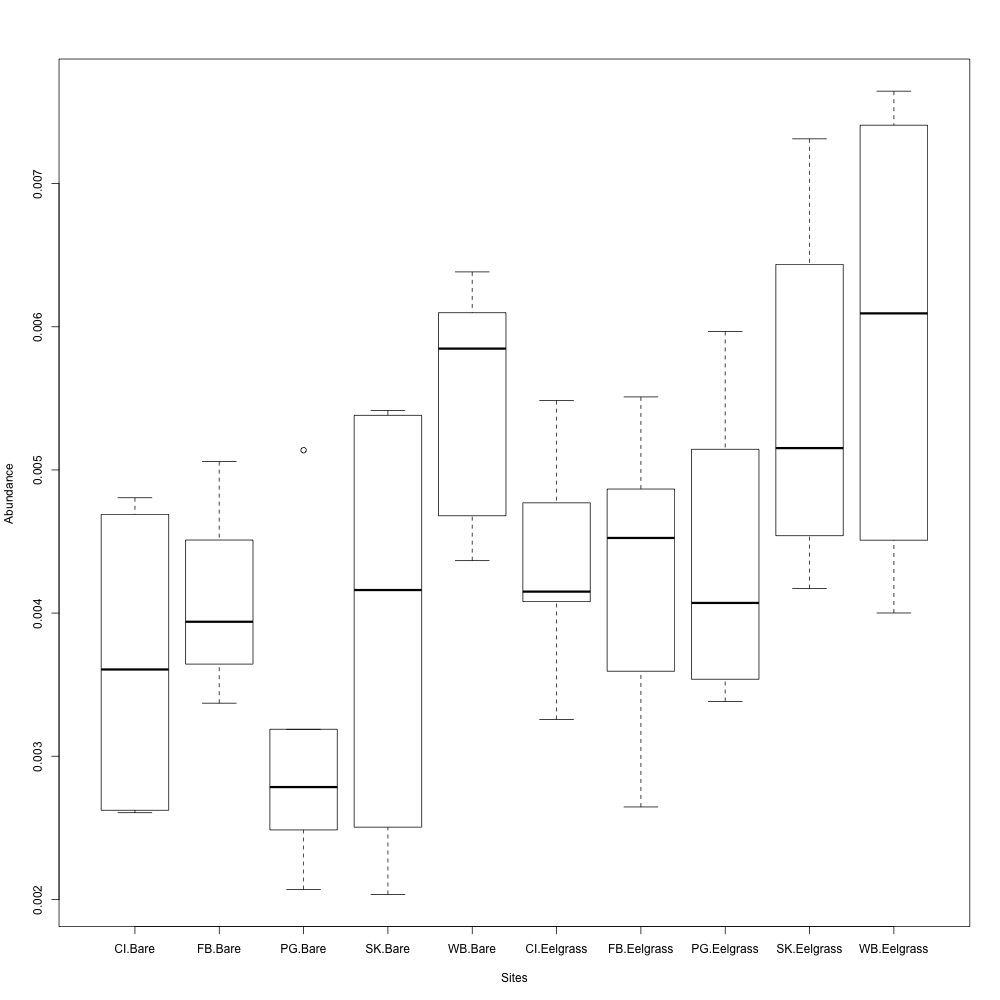 Abundance
0.007
0.006
0.005
0.004
0.003
0.002
CI.Bare FB.Bare PG.Bare SK.Bare WB.Bare CI.Eelgrass FB.Eelgrass PG.Eelgrass SK.Eelgrass WB.Eelgrass
Sites